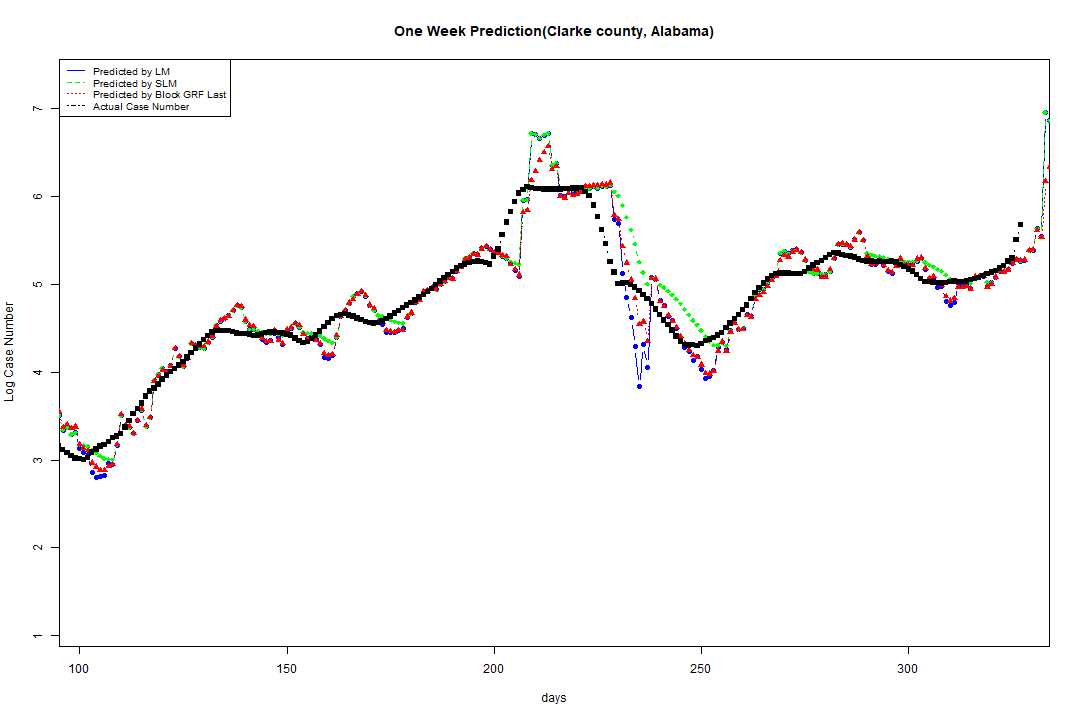 One Week Prediction(Clarke county, Alabama)
Predicted by LM
Predicted by SLM
Predicted by Block GRF Last
Actual Case Number
7
6
5
4
3
2
1
Log Case Number
100 150 200 250 300
days